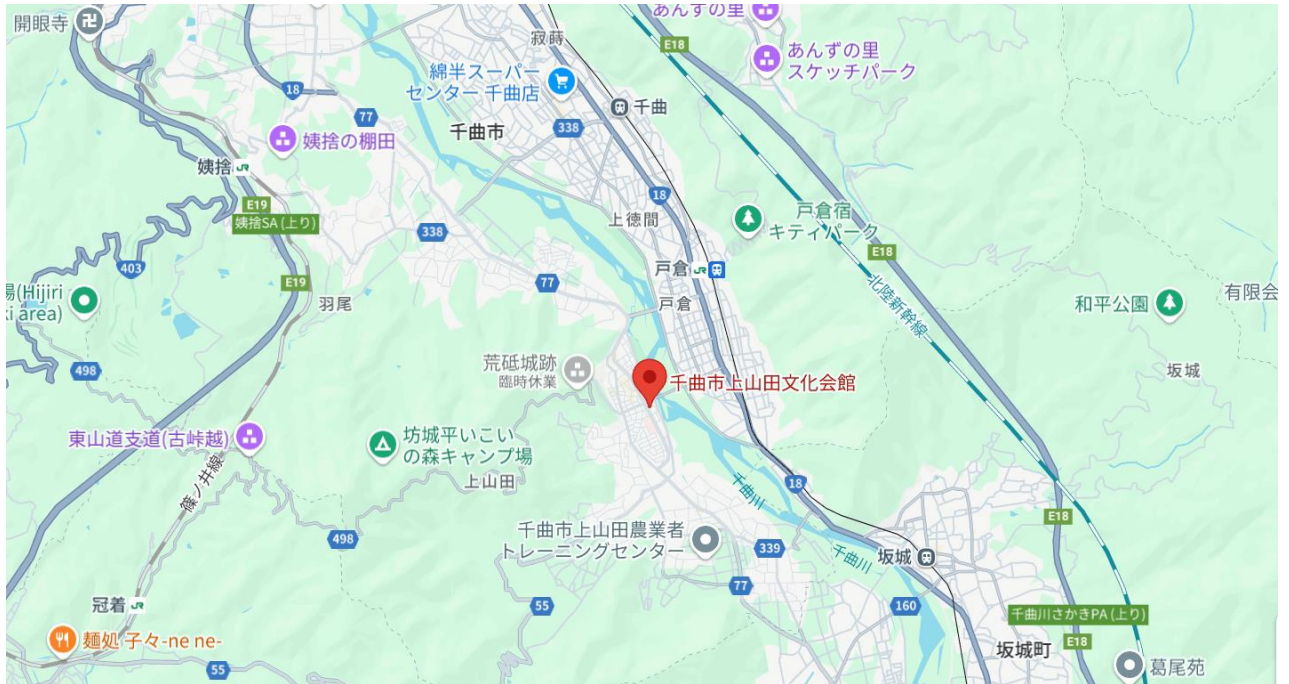 開眼寺
あんずの里
E18
寂蒔
あんずの里
スケッチパーク
綿半スーパー
センター 千曲店
18
千曲
77
338
千曲市
姨捨の棚田
姨捨
18
E19
姨捨SA (上り)
上徳間
戸倉宿
キティパーク
338
E18
403
戸倉
E19
77
北陸新幹線
場(Hijiri
ki area)
羽尾
戸倉
和平公園
有限会
荒砥城跡
臨時休業
498
千曲市上山田文化会館
坂城
東山道支道(古峠越)
坊城平いこい
の森キャンプ場
篠ノ井線
上山田
千曲川
18
E18
498
千曲市上山田農業者
トレーニングセンター
339
千曲川
坂城
77
冠着
55
160
千曲川さかきPA (上り)
麺処 子々-ne ne-
E18
坂城町
55
葛尾苑